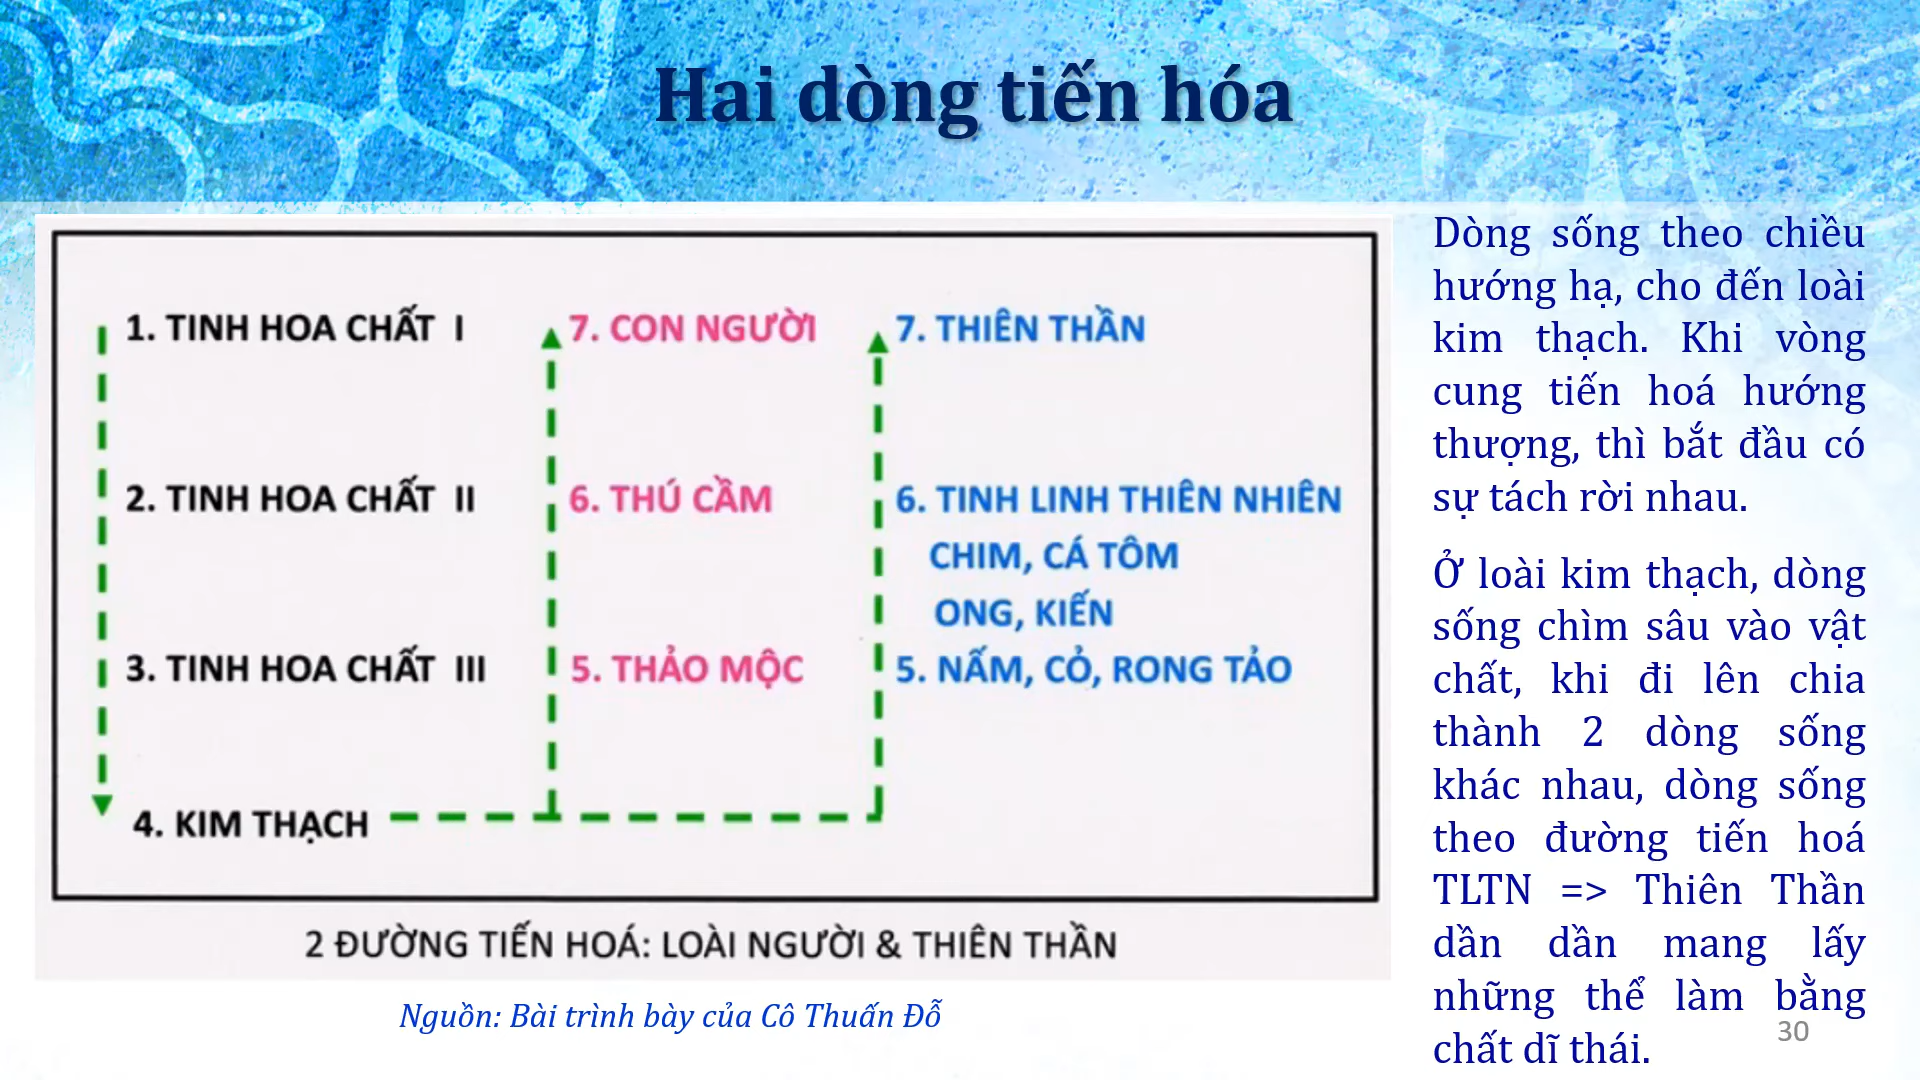 Hai dòng tiến hóa
1. TINH HOA CHẤT I
7. CON NGƯỜI
7. THIÊN THẦN
2. TINH HOA CHẤT II
6. THÚ CẦM
6. TINH LINH THIÊN NHIÊN
CHIM, CÁ TÔM
ONG, KIẾN
3. TINH HOA CHẤT III
5. THẢO MỘC
5. NẤM, CỎ, RONG TẢO
4. KIM THẠCH
2 ĐƯỜNG TIẾN HOÁ: LOÀI NGƯỜI & THIÊN THẦN
Nguồn: Bài trình bày của Cô Thuấn Đỗ
Dòng sống theo chiều
hướng hạ, cho đến loài
kim thạch. Khi vòng
cung tiến hoá hướng
thượng, thì bắt đầu có
sự tách rời nhau.
Ở loài kim thạch, dòng
sống chìm sâu vào vật
chất, khi đi lên chia
thành 2 dòng sống
khác nhau, dòng sống
theo đường tiến hoá
TLTN => Thiên Thần
dần dần mang lấy
những thể làm bằng
chất dĩ thái.
30